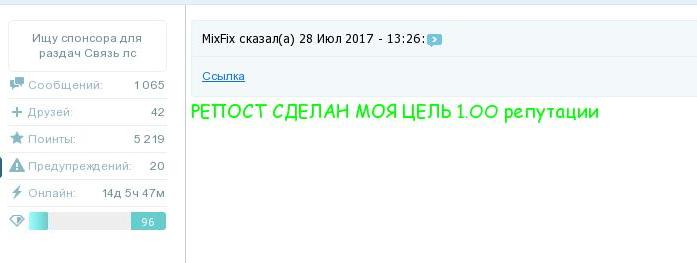 Ищу спонсора для
раздач Связь лс
Сообщений: 1 065
Друзей: 42
Поинты: 5 219
Предупреждений: 20
Онлайн: 14д 5ч 47м
96
MixFix сказал(а) 28 Июл 2017 - 13:26:
Ссылка
РЕПОСТ СДЕЛАН МОЯ ЦЕЛЬ 1.OO репутации